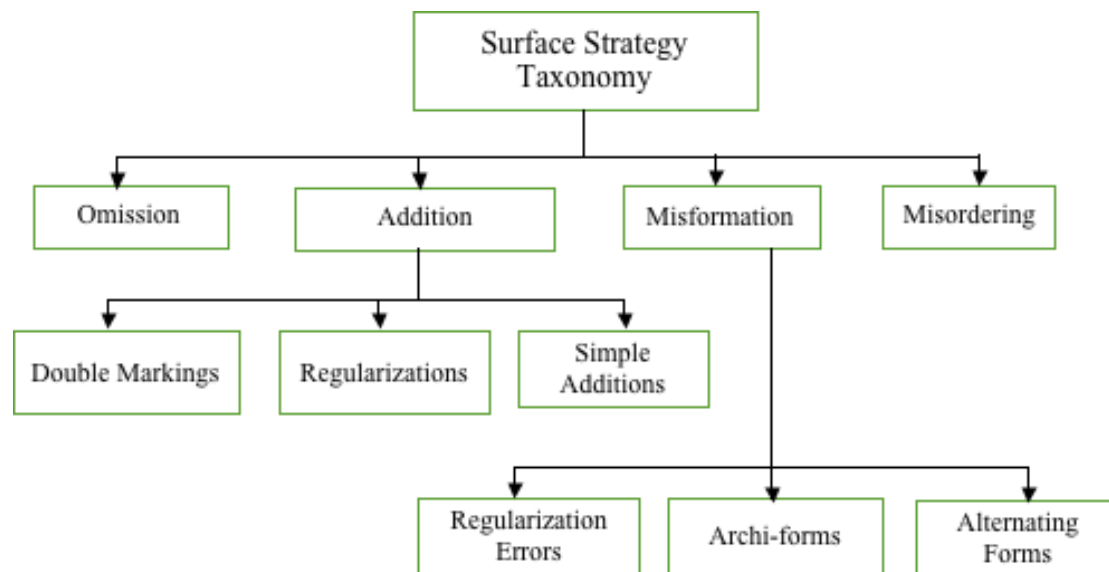 Surface Strategy
Taxonomy
Omission
Addition
Misformation
Misordering
Double Markings
Regularizations
Simple
Additions
Regularization
Errors
Archi-forms
Alternating
Forms